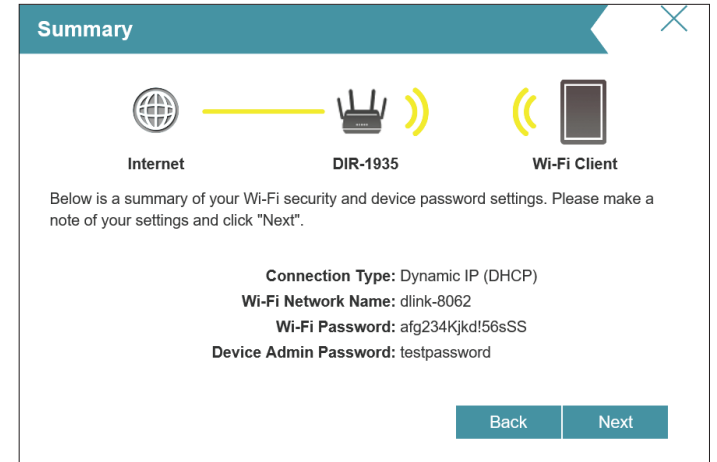 Summary
Internet
DIR-1935
Wi-Fi Client
Below is a summary of your Wi-Fi security and device password settings. Please make a
note of your settings and click "Next".
Connection Type: Dynamic IP (DHCP)
Wi-Fi Network Name: dlink-8062
Wi-Fi Password: afg234Kjkd!56sSS
Device Admin Password: testpassword
Back
Next